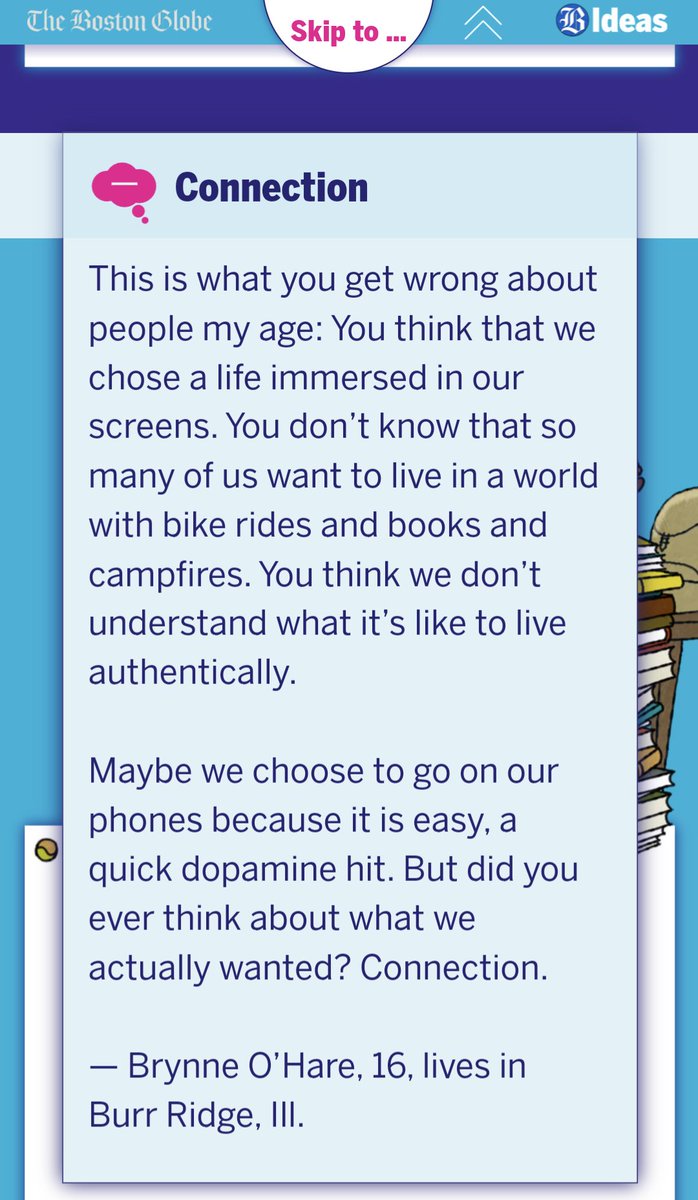 The Boston Globe
Skip to ...
B Ideas
Connection
This is what you get wrong about
people my age: You think that we
chose a life immersed in our
screens. You don’t know that so
many of us want to live in a world
with bike rides and books and
campfires. You think we don’t
understand what it’s like to live
authentically.
Maybe we choose to go on our
phones because it is easy, a
quick dopamine hit. But did you
ever think about what we
actually wanted? Connection.
— Brynne O’Hare, 16, lives in
Burr Ridge, Ill.